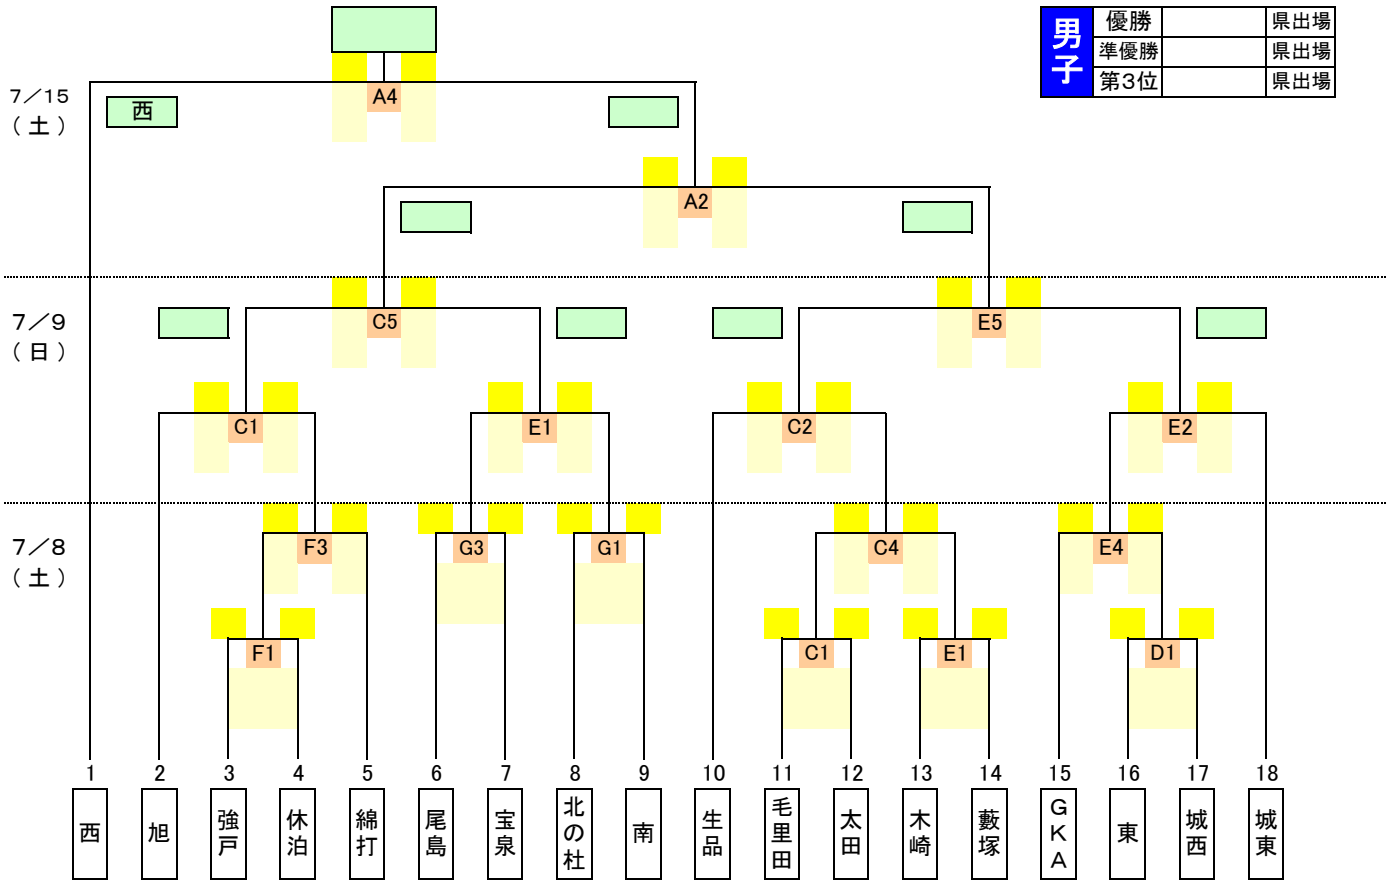 男子
優勝 県出場
準優勝 県出場
第3位 県出場
7／15
（土）
A4
西
A2
7／9
（日）
C5
E5
C1
E1
C2
E2
7／8
（土）
F3
G3
G1
C4
E4
F1
C1
E1
D1
1 2 3 4 5 6 7 8 9 10 11 12 13 14 15 16 17 18
西
旭
強戸
休泊
綿打
尾島
宝泉
北の杜
南
生品
毛里田
太田
木崎
藪塚
GKA
東
城西
城東